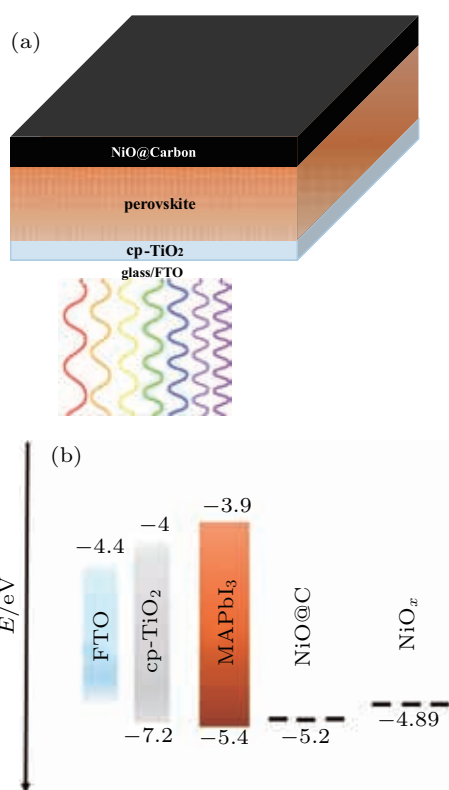 (a)
NiO@Carbon
perovskite
cp-TiO₂
glass/FTO
(b)
E/eV
−3.9
−4
−4.4
FTO
cp-TiO₂
MAPbI₃
NiO@C
NiOₓ
−7.2
−5.4
−5.2
−4.89